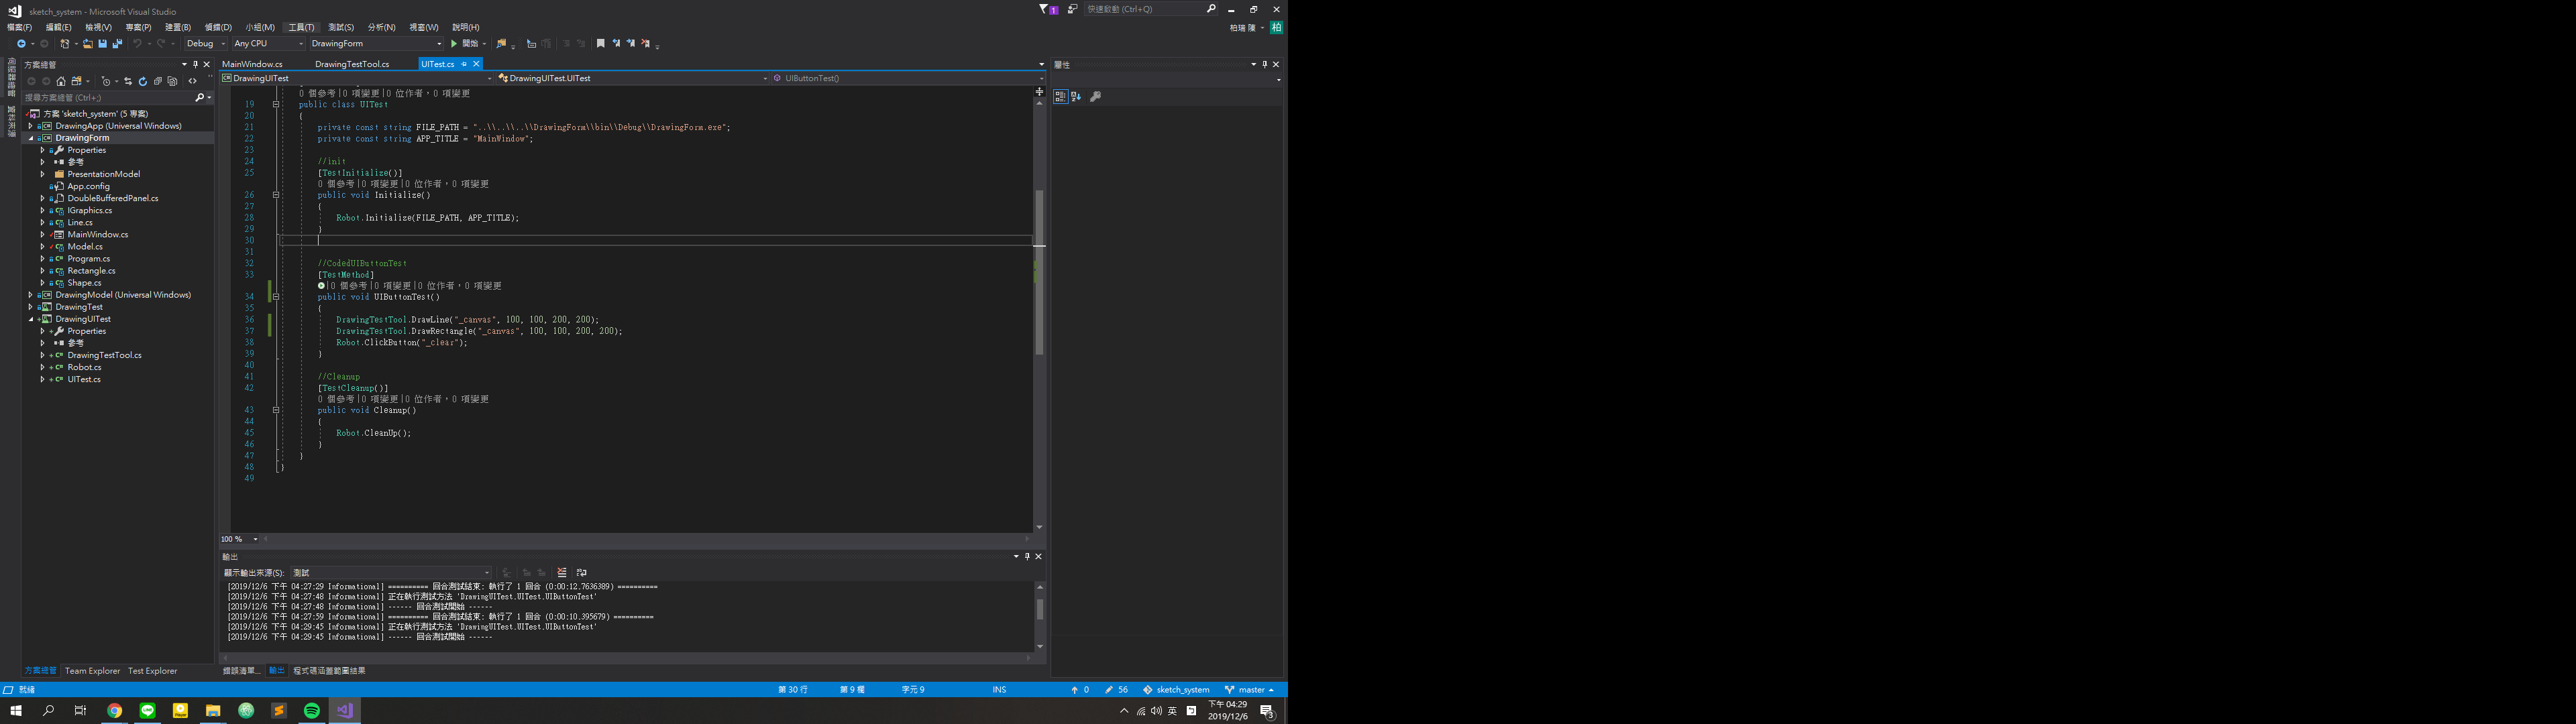 sketch_system - Microsoft Visual Studio
1
快速啟動 (Ctrl+Q)
檔案(F) 編輯(E) 檢視(V) 專案(P) 建置(B) 偵錯(D) 小組(M) 工具(T) 測試(S) 分析(N) 視窗(W) 說明(H)
柏瑞 陳
柏
Debug Any CPU DrawingForm 開始
方案總管
搜尋方案總管 (Ctrl+;)
方案 'sketch_system' (5 專案)
DrawingApp (Universal Windows)
DrawingForm
Properties
參考
PresentationModel
App.config
DoubleBufferedPanel.cs
IGraphics.cs
Line.cs
MainWindow.cs
Model.cs
Program.cs
Rectangle.cs
Shape.cs
DrawingModel (Universal Windows)
DrawingTest
DrawingUITest
Properties
參考
DrawingTestTool.cs
Robot.cs
UITest.cs
方案總管 Team Explorer Test Explorer
MainWindow.cs DrawingTestTool.cs UITest.cs
DrawingUITest DrawingUITest.UITest UIButtonTest()
0 個參考 | 0 項變更 | 0 位作者，0 項變更
19 public class UITest
20 {
21 private const string FILE_PATH = "..\\..\\..\\DrawingForm\\bin\\Debug\\DrawingForm.exe";
22 private const string APP_TITLE = "MainWindow";
23
24 //init
25 [TestInitialize()]
0 個參考 | 0 項變更 | 0 位作者，0 項變更
26 public void Initialize()
27 {
28 Robot.Initialize(FILE_PATH, APP_TITLE);
29 }
30
31
32 //CodedUIButtonTest
33 [TestMethod]
| 0 個參考 | 0 項變更 | 0 位作者，0 項變更
34 public void UIButtonTest()
35 {
36 DrawingTestTool.DrawLine("_canvas", 100, 100, 200, 200);
37 DrawingTestTool.DrawRectangle("_canvas", 100, 100, 200, 200);
38 Robot.ClickButton("_clear");
39 }
40
41 //Cleanup
42 [TestCleanup()]
0 個參考 | 0 項變更 | 0 位作者，0 項變更
43 public void Cleanup()
44 {
45 Robot.CleanUp();
46 }
47 }
48 }
49
100 %
輸出
顯示輸出來源(S): 測試
[2019/12/6 下午 04:27:29 Informational] ========== 回合測試結束: 執行了 1 回合 (0:00:12.7636389) ==========
[2019/12/6 下午 04:27:48 Informational] 正在執行測試方法 'DrawingUITest.UITest.UIButtonTest'
[2019/12/6 下午 04:27:48 Informational] ------ 回合測試開始 ------
[2019/12/6 下午 04:27:59 Informational] ========== 回合測試結束: 執行了 1 回合 (0:00:10.395679) ==========
[2019/12/6 下午 04:29:45 Informational] 正在執行測試方法 'DrawingUITest.UITest.UIButtonTest'
[2019/12/6 下午 04:29:45 Informational] ------ 回合測試開始 ------
錯誤清單... 輸出 程式碼涵蓋範圍結果
屬性
就緒 第 30 行 第 9 欄 字元 9 INS 0 56 sketch_system master
英
下午 04:29
2019/12/6
3